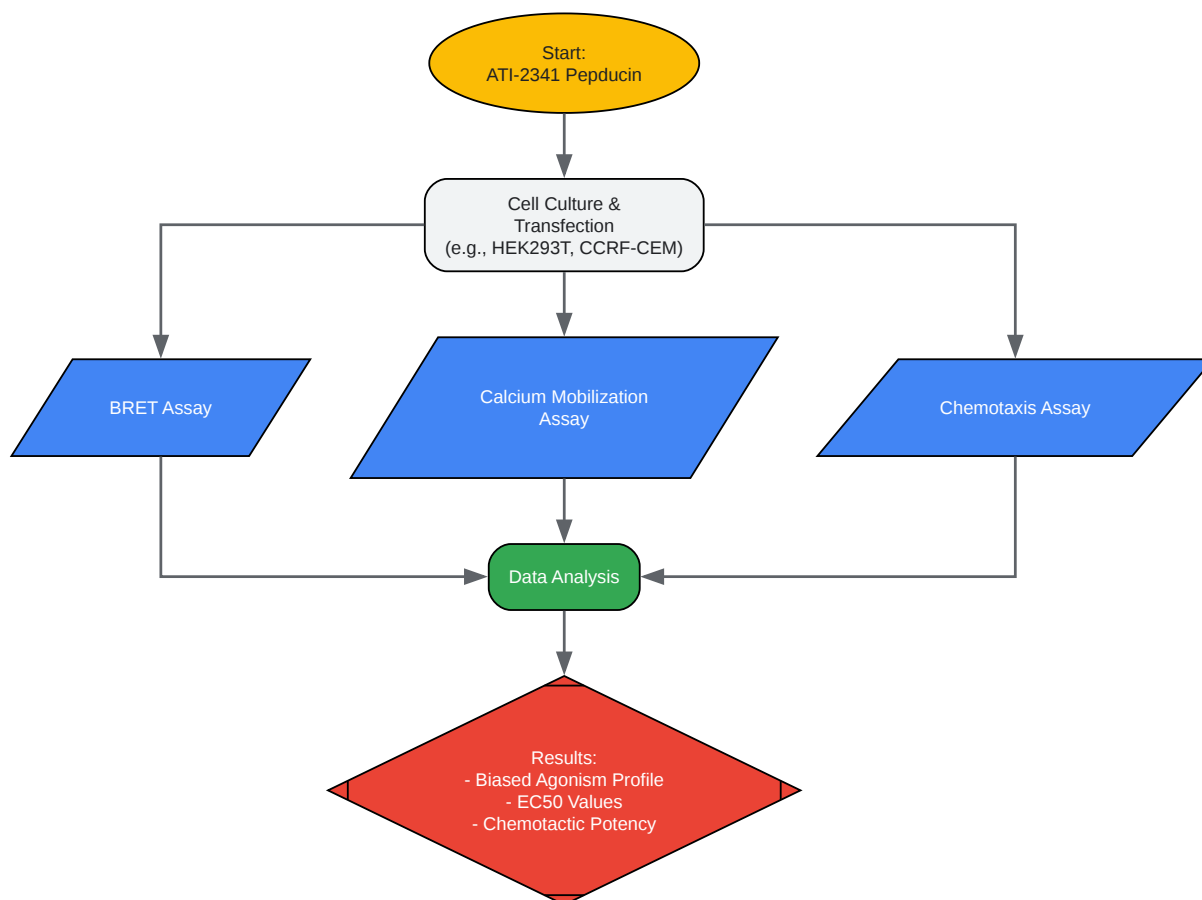 Start:
ATI-2341 Pepducin
Cell Culture &
Transfection
(e.g., HEK293T, CCRF-CEM)
BRET Assay
Calcium Mobilization
Assay
Chemotaxis Assay
Data Analysis
Results:
- Biased Agonism Profile
- EC50 Values
- Chemotactic Potency